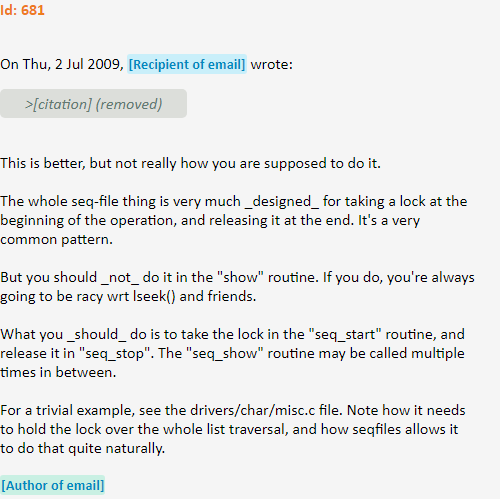 Id: 681
On Thu, 2 Jul 2009, [Recipient of email] wrote:
>[citation] (removed)
This is better, but not really how you are supposed to do it.
The whole seq-file thing is very much _designed_ for taking a lock at the
beginning of the operation, and releasing it at the end. It's a very
common pattern.
But you should _not_ do it in the "show" routine. If you do, you're always
going to be racy wrt lseek() and friends.
What you _should_ do is to take the lock in the "seq_start" routine, and
release it in "seq_stop". The "seq_show" routine may be called multiple
times in between.
For a trivial example, see the drivers/char/misc.c file. Note how it needs
to hold the lock over the whole list traversal, and how seqfiles allows it
to do that quite naturally.
[Author of email]